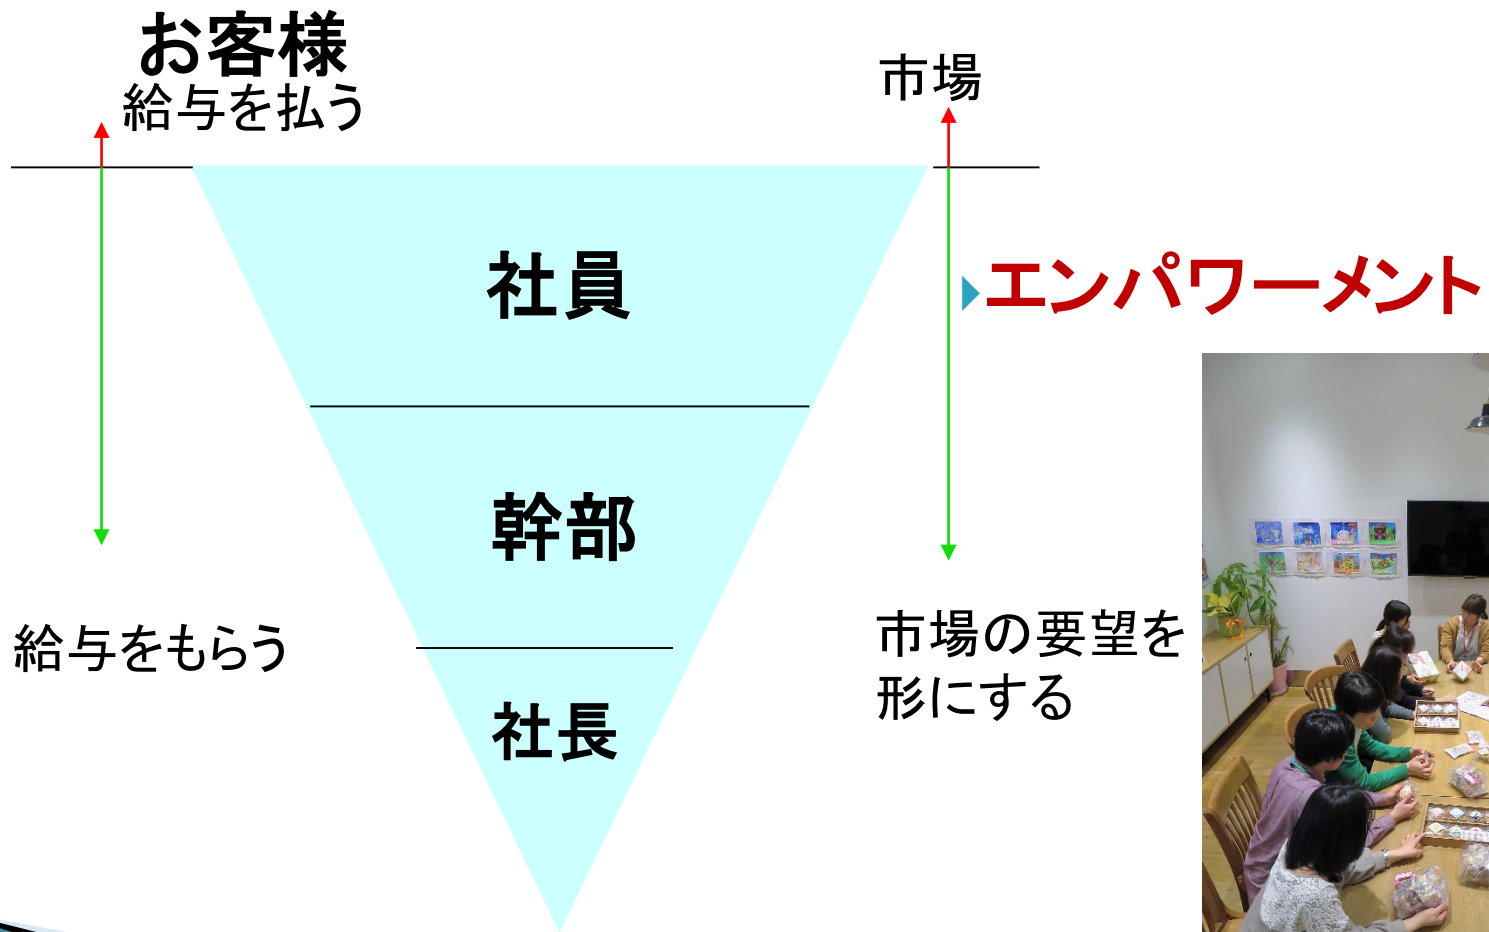 お客様
給与を払う
市場
社員
エンパワーメント
幹部
給与をもらう
市場の要望を
形にする
社長